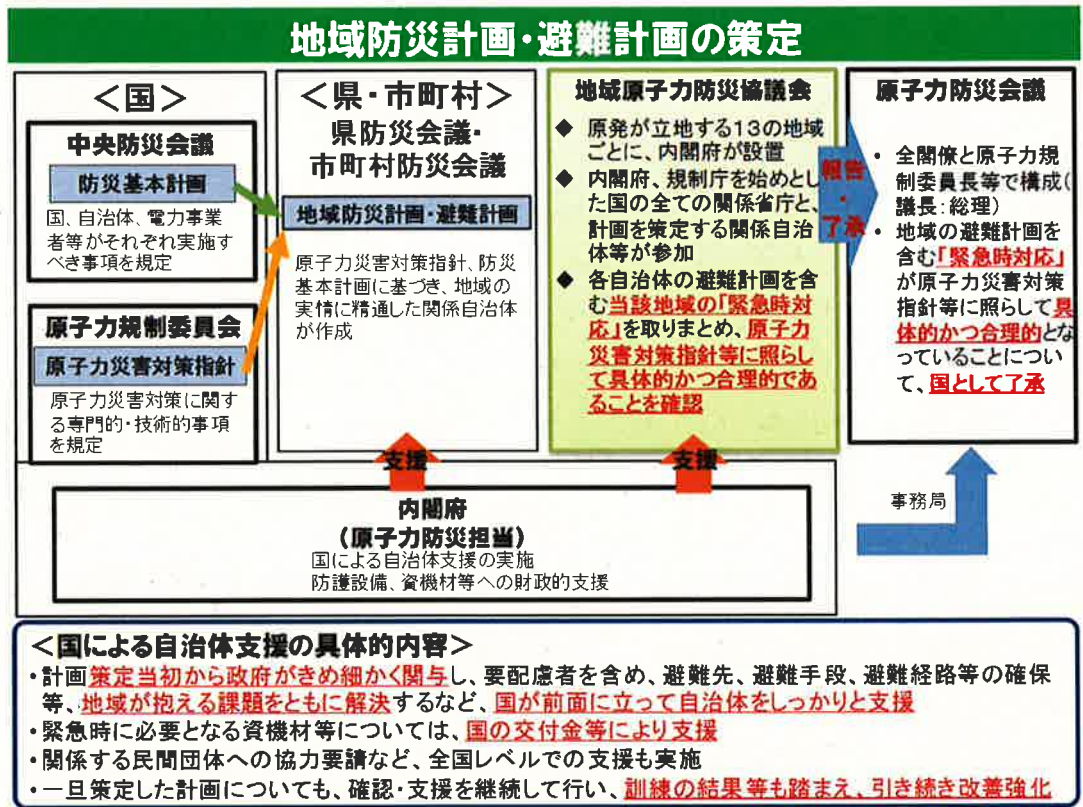 地域防災計画・避難計画の策定
＜国＞
中央防災会議
防災基本計画
国、自治体、電力事業
者等がそれぞれ実施す
べき事項を規定
原子力規制委員会
原子力災害対策指針
原子力災害対策に関す
る専門的・技術的事項
を規定
＜県・市町村＞
県防災会議・
市町村防災会議
地域防災計画・避難計画
原子力災害対策指針、防災
基本計画に基づき、地域の
実情に精通した関係自治体
が作成
地域原子力防災協議会
◆ 原発が立地する13の地域
ごとに、内閣府が設置
◆ 内閣府、規制庁を始めとし
た国の全ての関係省庁と、
計画を策定する関係自治
体等が参加
◆ 各自治体の避難計画を含
む当該地域の「緊急時対
応」を取りまとめ、原子力
災害対策指針等に照らし
て具体的かつ合理的であ
ることを確認
報告
・
了承
原子力防災会議
・ 全閣僚と原子力規
制委員長等で構成(
議長：総理)
・ 地域の避難計画を
含む「緊急時対応」
が原子力災害対策
指針等に照らして具
体的かつ合理的とな
っていることについ
て、国として了承
支援
支援
事務局
内閣府
(原子力防災担当)
国による自治体支援の実施
防護設備、資機材等への財政的支援
＜国による自治体支援の具体的内容＞
・計画策定当初から政府がきめ細かく関与し、要配慮者を含め、避難先、避難手段、避難経路等の確保
等、地域が抱える課題をともに解決するなど、国が前面に立って自治体をしっかりと支援
・緊急時に必要となる資機材等については、国の交付金等により支援
・関係する民間団体への協力要請など、全国レベルでの支援も実施
・一旦策定した計画についても、確認・支援を継続して行い、訓練の結果等も踏まえ、引き続き改善強化